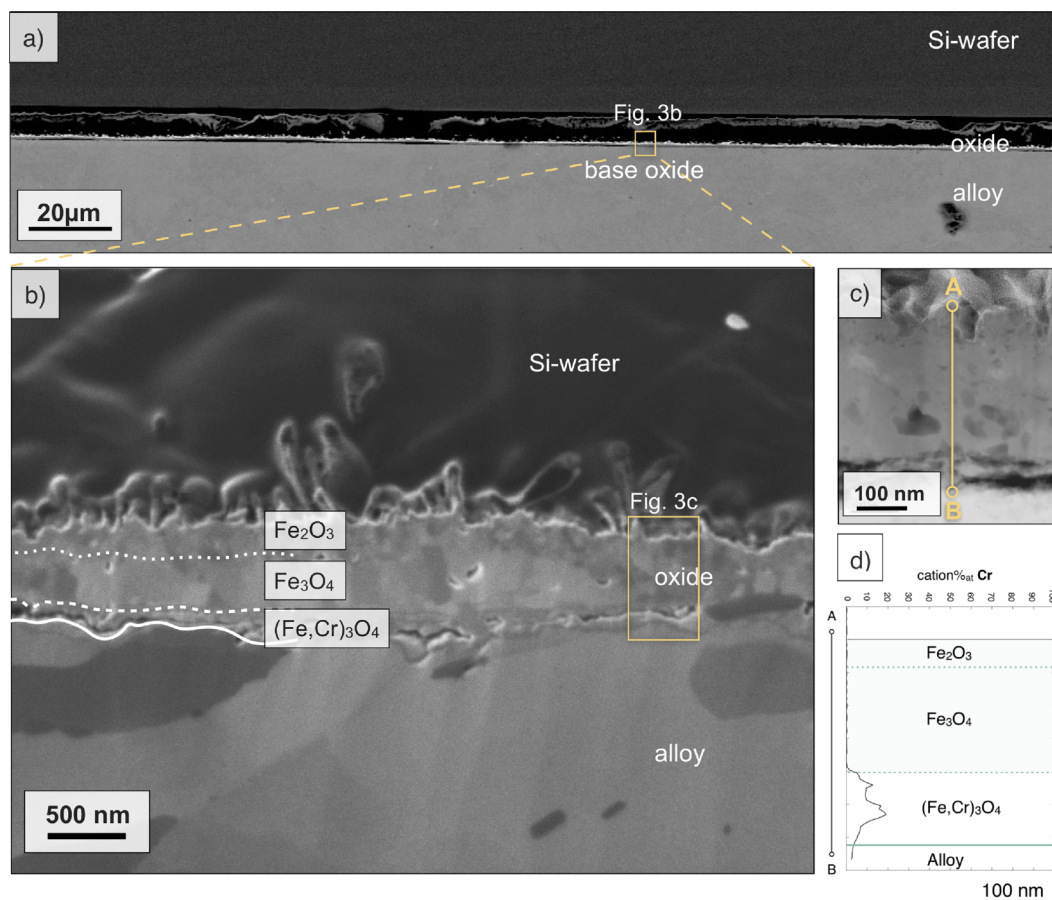 a)
Si-wafer
Fig. 3b
oxide
base oxide
alloy
20µm
b)
Si-wafer
Fig. 3c
Fe₂O₃
Fe₃O₄
oxide
(Fe,Cr)₃O₄
alloy
500 nm
c)
A
100 nm
B
d)
cation%at Cr
0 10 20 30 40 50 60 70 80 90 100
A
Fe₂O₃
Fe₃O₄
(Fe,Cr)₃O₄
Alloy
B
100 nm